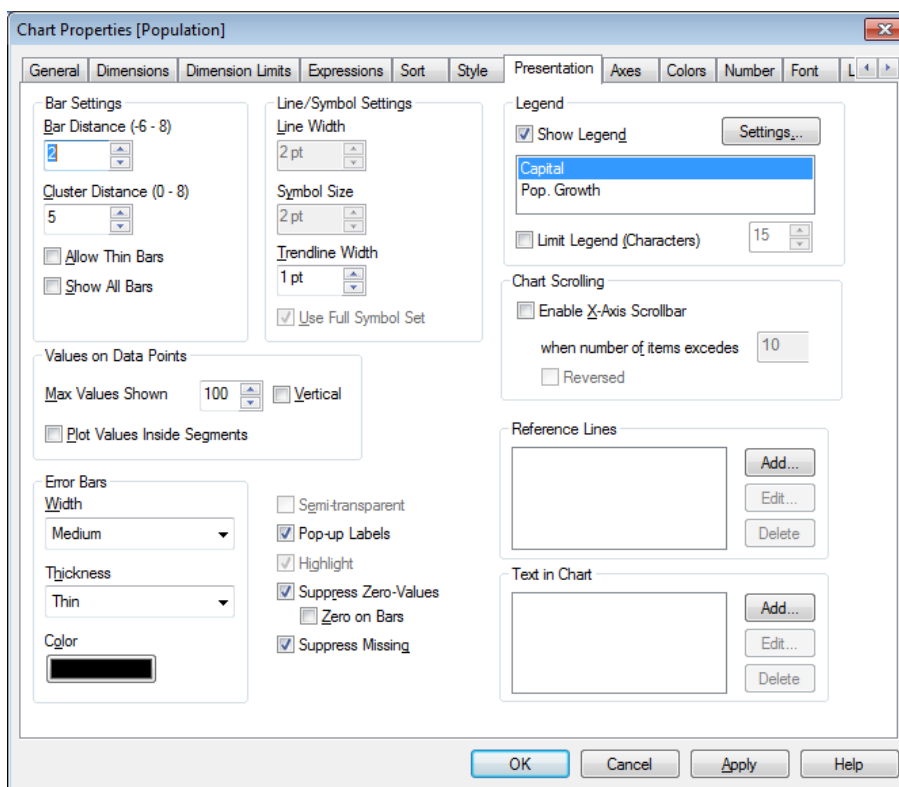 Chart Properties [Population]
General Dimensions Dimension Limits Expressions Sort Style Presentation Axes Colors Number Font L
Bar Settings
Bar Distance (-6 - 8)
2
Cluster Distance (0 - 8)
5
Allow Thin Bars
Show All Bars
Line/Symbol Settings
Line Width
2 pt
Symbol Size
2 pt
Trendline Width
1 pt
Use Full Symbol Set
Legend
Show Legend Settings...
Capital
Pop. Growth
Limit Legend (Characters) 15
Chart Scrolling
Enable X-Axis Scrollbar
when number of items excedes 10
Reversed
Values on Data Points
Max Values Shown 100 Vertical
Plot Values Inside Segments
Reference Lines
Add...
Edit...
Delete
Error Bars
Width
Medium
Thickness
Thin
Color
Semi-transparent
Pop-up Labels
Highlight
Suppress Zero-Values
Zero on Bars
Suppress Missing
Text in Chart
Add...
Edit...
Delete
OK Cancel Apply Help